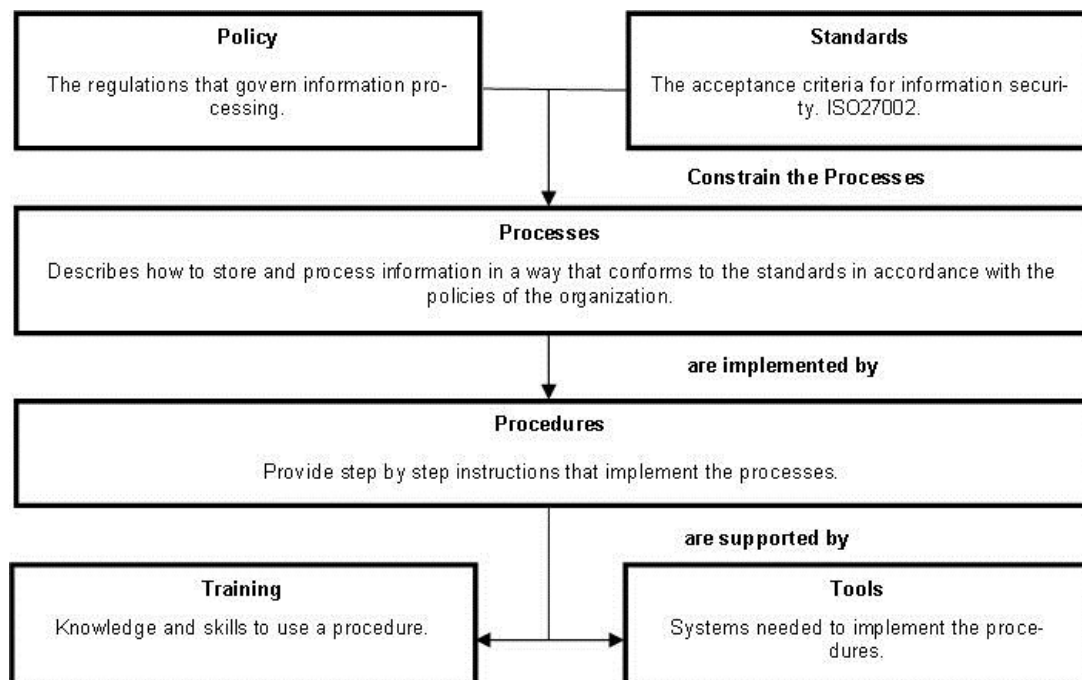 Policy
The regulations that govern information pro-
cessing.
Standards
The acceptance criteria for information securi-
ty. ISO27002.
Constrain the Processes
Processes
Describes how to store and process information in a way that conforms to the standards in accordance with the
policies of the organization.
are implemented by
Procedures
Provide step by step instructions that implement the processes.
are supported by
Training
Knowledge and skills to use a procedure.
Tools
Systems needed to implement the proce-
dures.